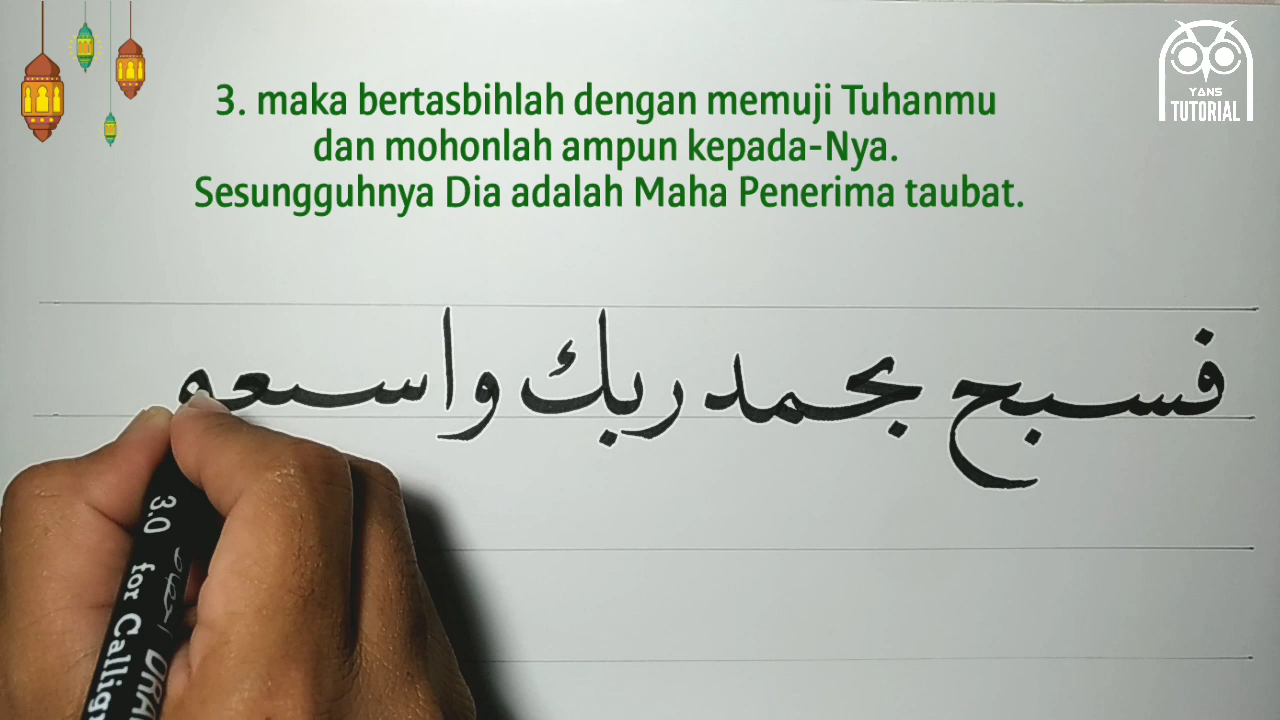 3. maka bertasbihlah dengan memuji Tuhanmu
dan mohonlah ampun kepada-Nya.
Sesungguhnya Dia adalah Maha Penerima taubat.
YANS
TUTORIAL
فسبح بحمد ربك و
3.0 for Callig